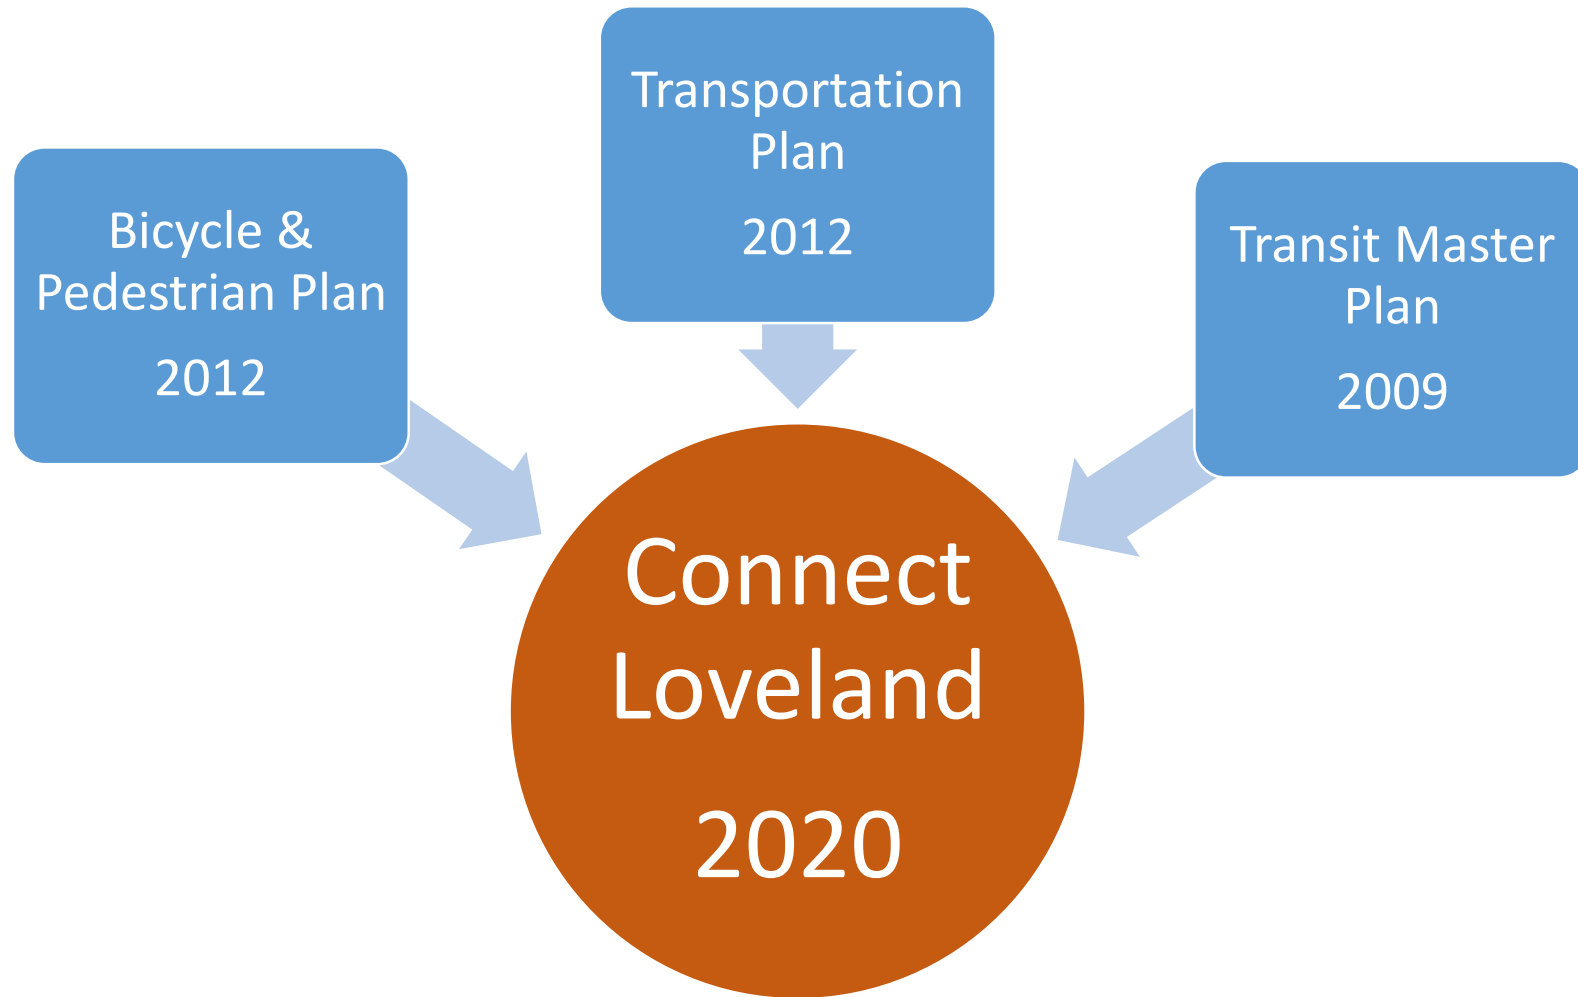 Bicycle &
Pedestrian Plan
2012
Transportation
Plan
2012
Transit Master
Plan
2009
Connect
Loveland
2020